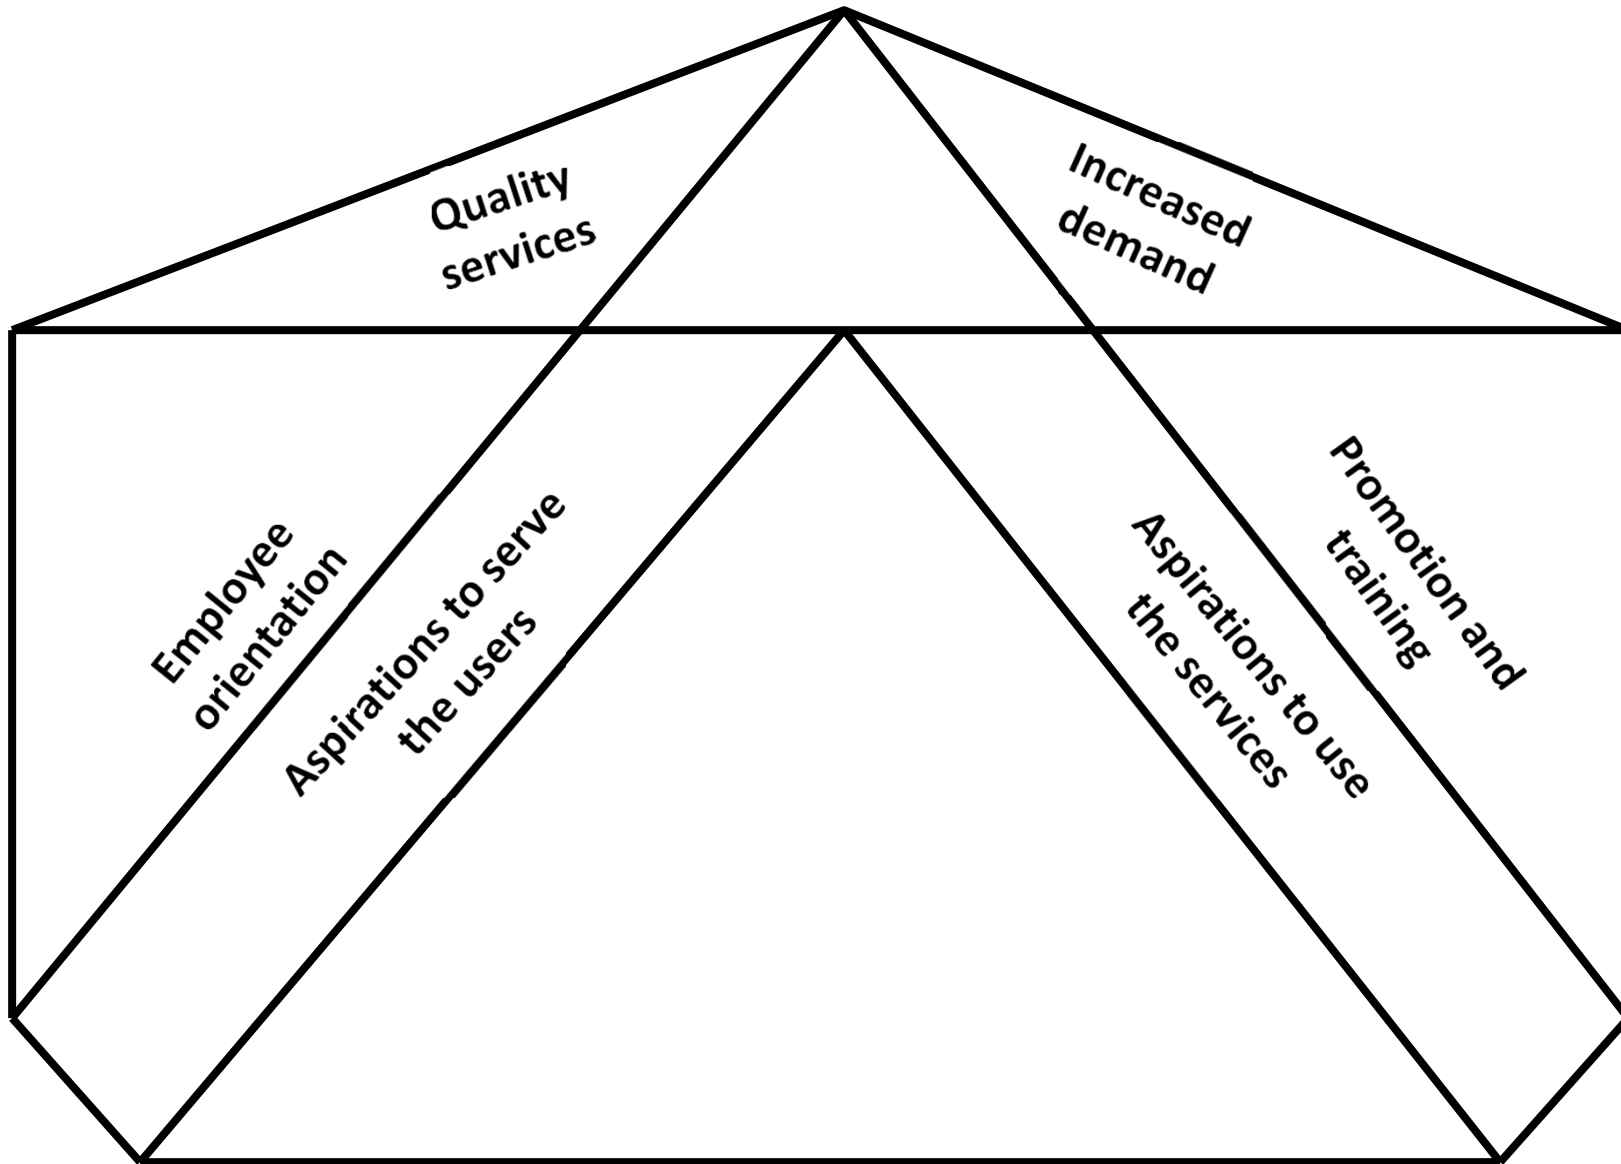 Quality
services
Increased
demand
Employee
orientation
Aspirations to serve
the users
Aspirations to use
the services
Promotion and
training